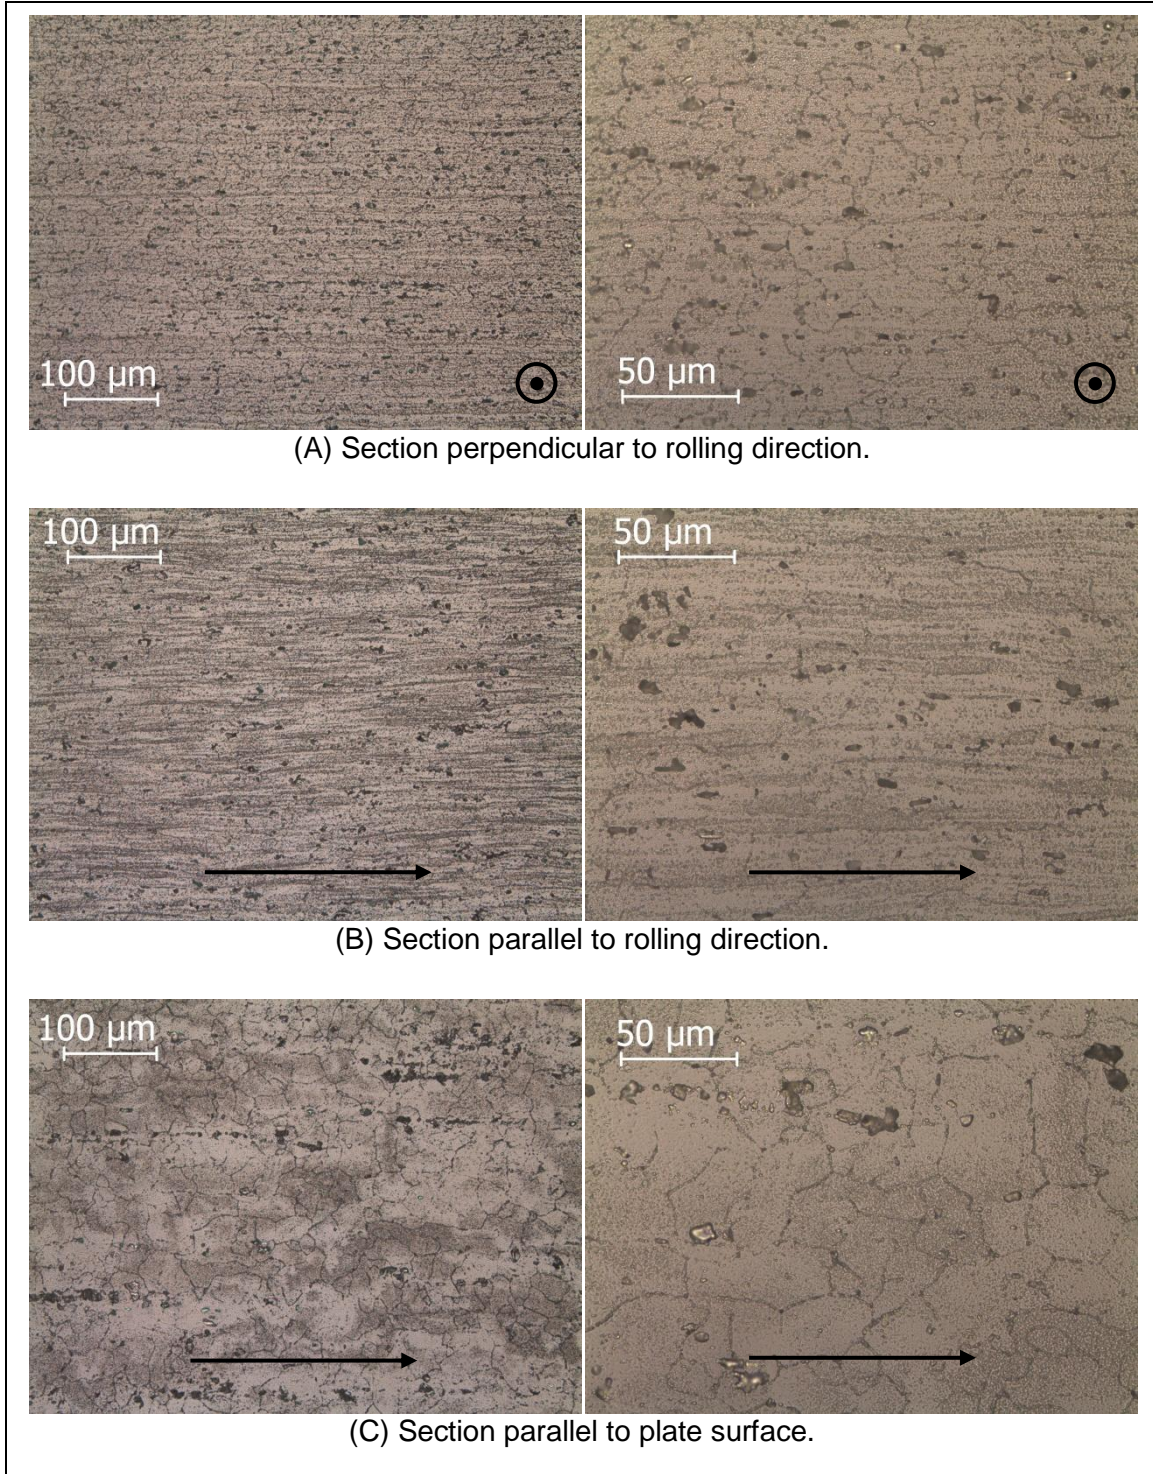 100 µm
50 µm
(A) Section perpendicular to rolling direction.
100 µm
50 µm
(B) Section parallel to rolling direction.
100 µm
50 µm
(C) Section parallel to plate surface.